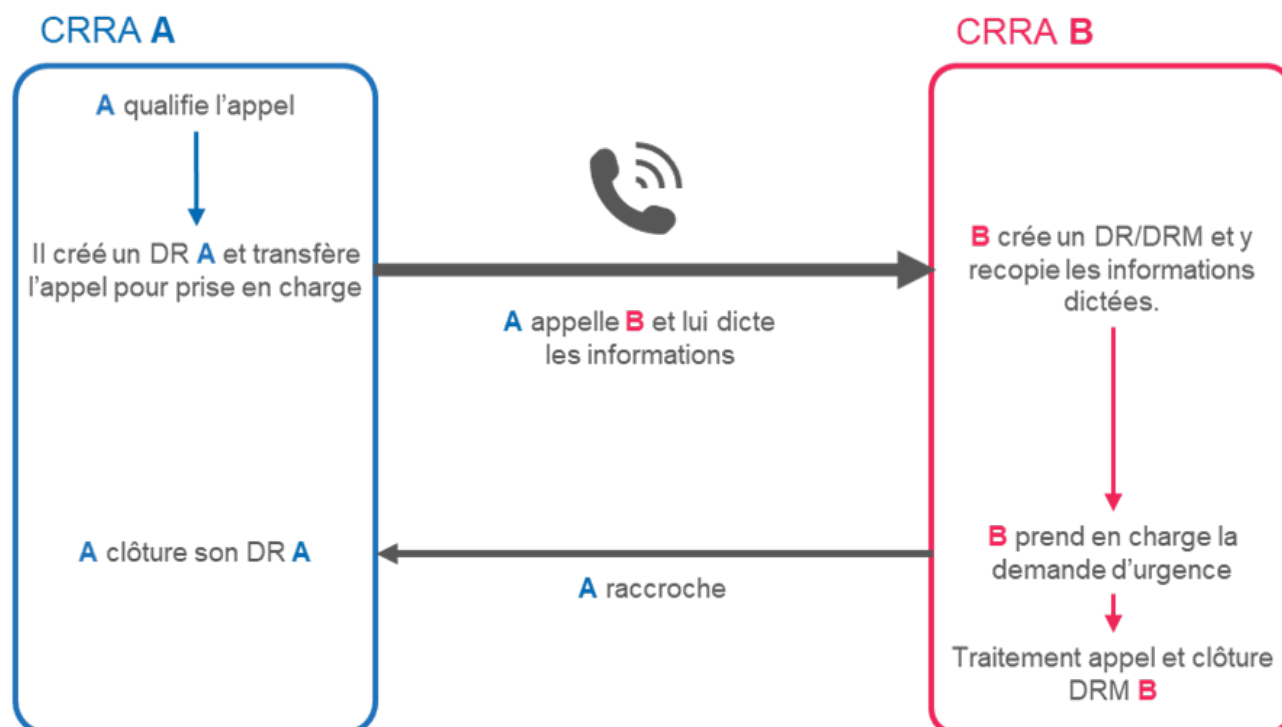 CRRA A
CRRA B
A qualifie l'appel
Il créé un DR A et transfère
l'appel pour prise en charge
A appelle B et lui dicte
les informations
B crée un DR/DRM et y
recopie les informations
dictées.
B prend en charge la
demande d'urgence
A raccroche
A clôture son DR A
Traitement appel et clôture
DRM B